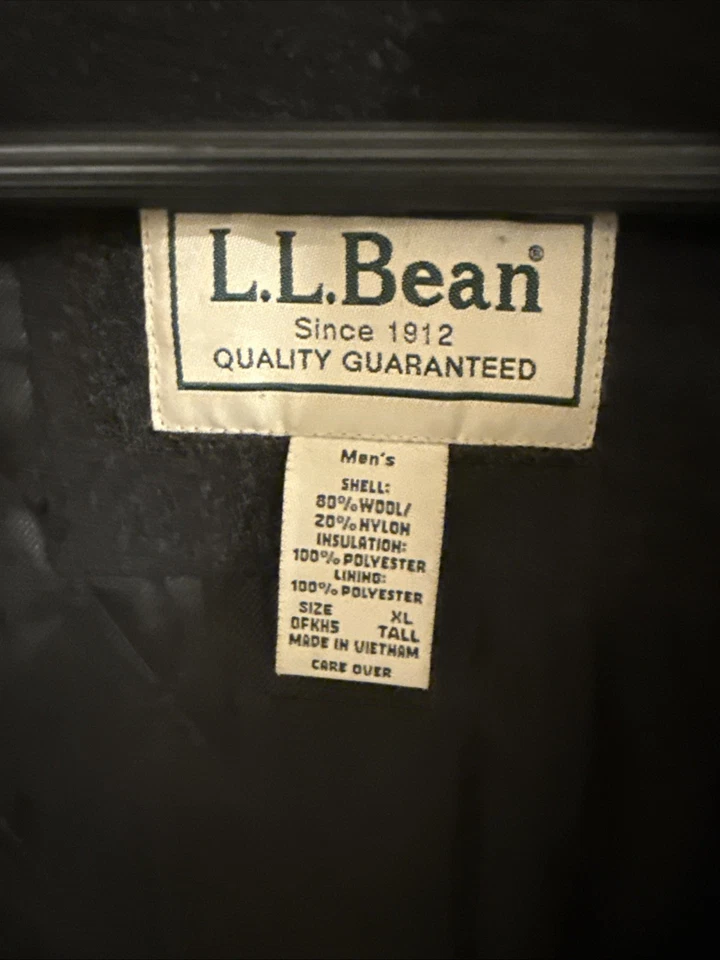 L.L.Bean®
Since 1912
QUALITY GUARANTEED
Men's
SHELL:
80% WOOL/
20% NYLON
INSULATION:
100% POLYESTER
LINING:
100% POLYESTER
SIZE XL
0FKH5 TALL
MADE IN VIETNAM
CARE OVER